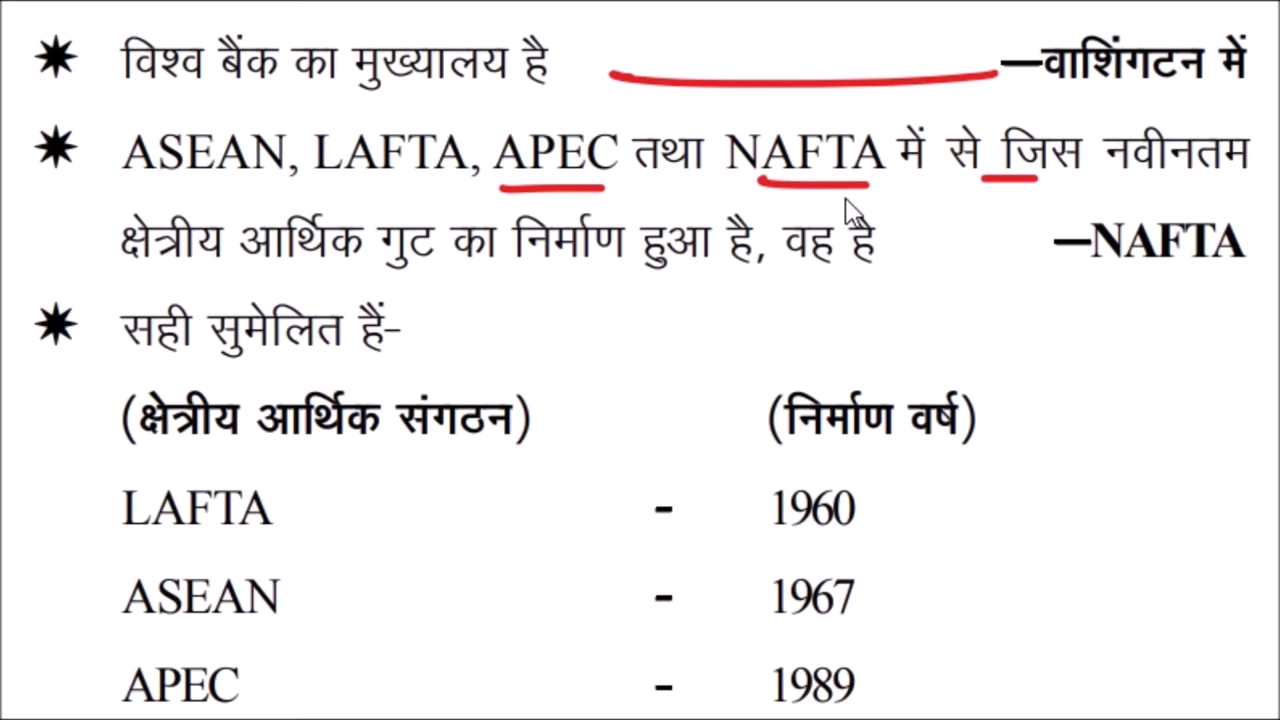 ✷ विश्व बैंक का मुख्यालय है —वाशिंगटन में
✷ ASEAN, LAFTA, APEC तथा NAFTA में से जिस नवीनतम
क्षेत्रीय आर्थिक गुट का निर्माण हुआ है, वह है —NAFTA
✷ सही सुमेलित हैं-
(क्षेत्रीय आर्थिक संगठन) (निर्माण वर्ष)
LAFTA - 1960
ASEAN - 1967
APEC - 1989